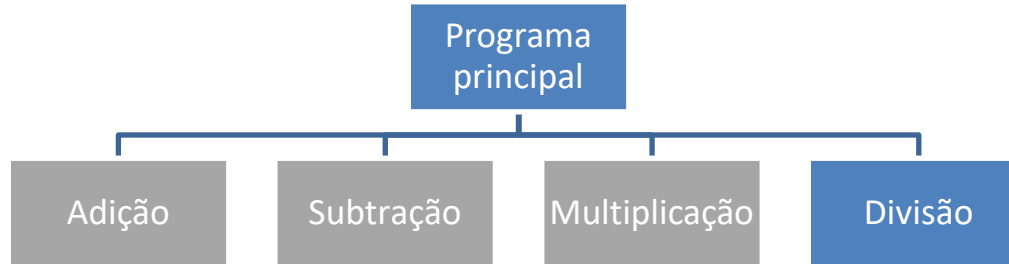 Programa
principal
Adição
Subtração
Multiplicação
Divisão